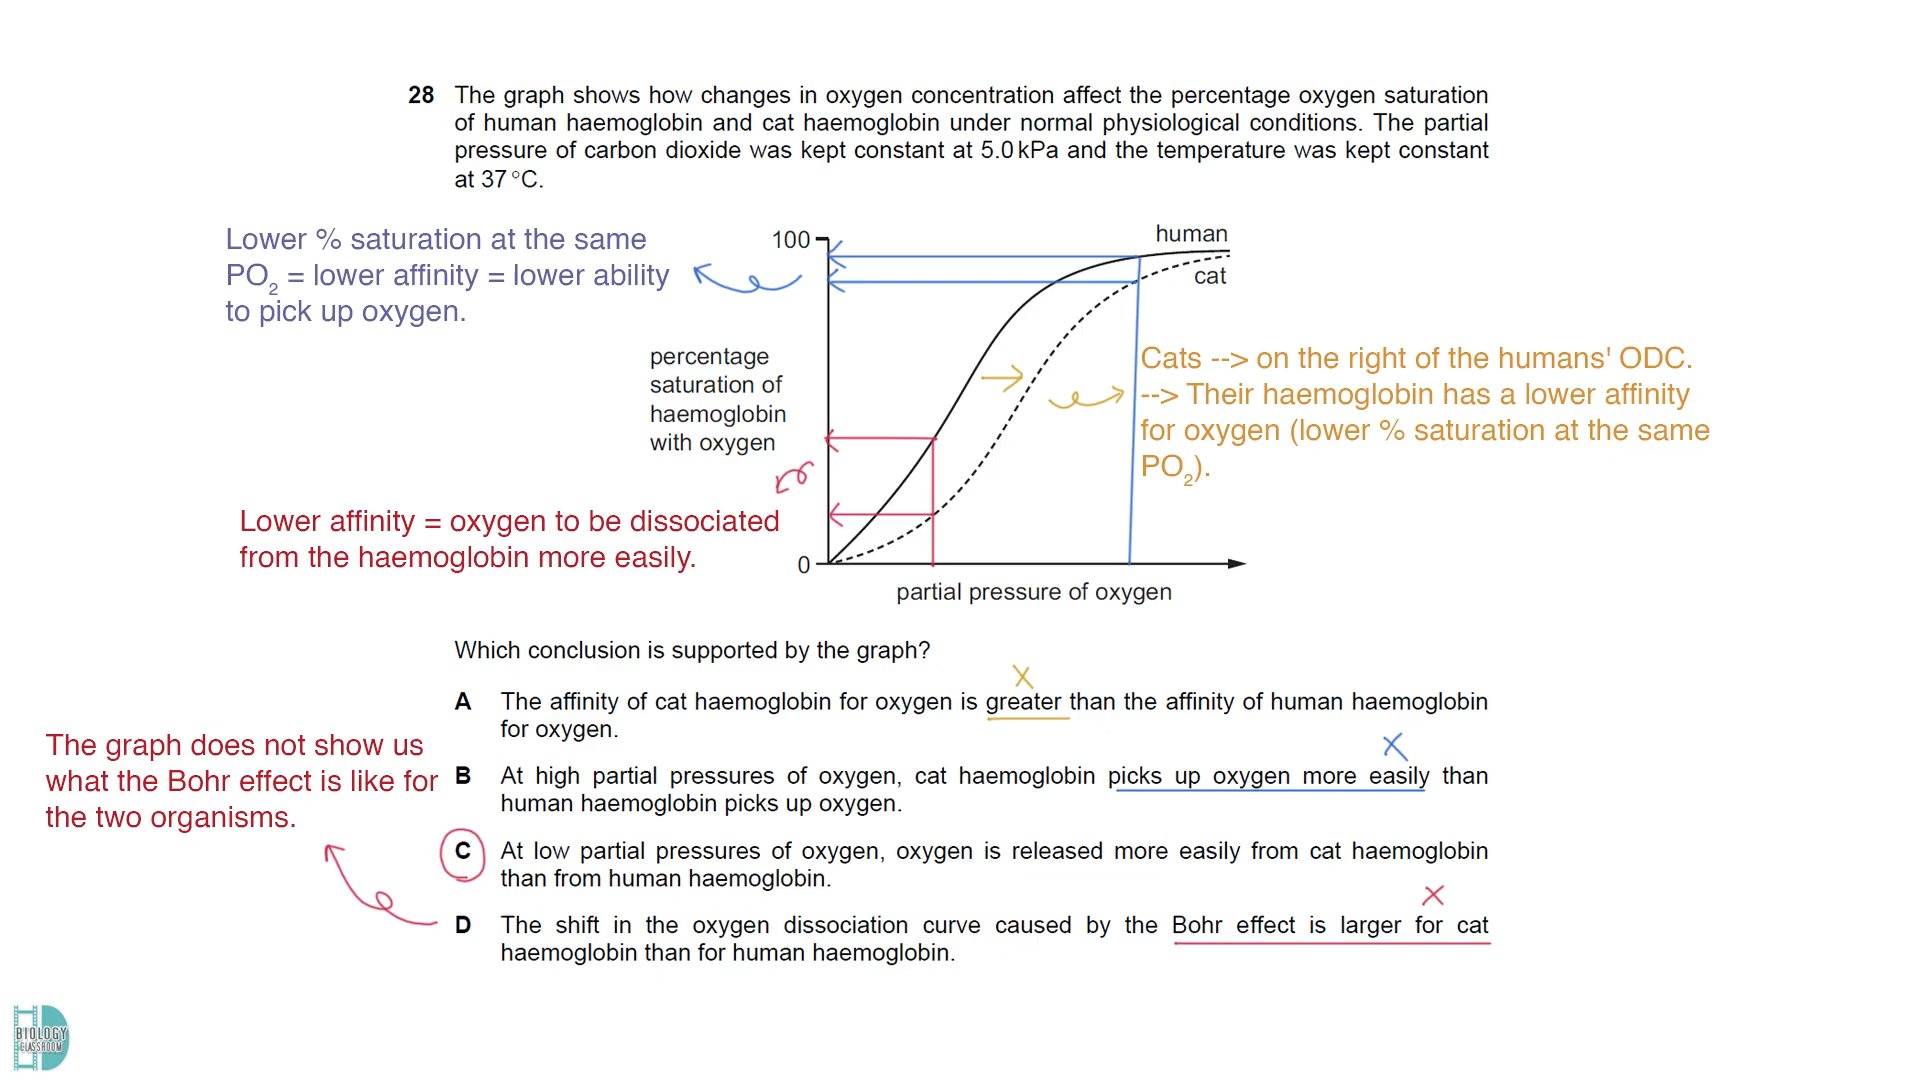 28 The graph shows how changes in oxygen concentration affect the percentage oxygen saturation
of human haemoglobin and cat haemoglobin under normal physiological conditions. The partial
pressure of carbon dioxide was kept constant at 5.0 kPa and the temperature was kept constant
at 37 °C.
Lower % saturation at the same
PO₂ = lower affinity = lower ability
to pick up oxygen.
100
human
cat
percentage
saturation of
haemoglobin
with oxygen
Cats --> on the right of the humans' ODC.
--> Their haemoglobin has a lower affinity
for oxygen (lower % saturation at the same
PO₂).
Lower affinity = oxygen to be dissociated
from the haemoglobin more easily.
0
partial pressure of oxygen
Which conclusion is supported by the graph?
A The affinity of cat haemoglobin for oxygen is greater than the affinity of human haemoglobin
for oxygen.
The graph does not show us
what the Bohr effect is like for
the two organisms.
B At high partial pressures of oxygen, cat haemoglobin picks up oxygen more easily than
human haemoglobin picks up oxygen.
C At low partial pressures of oxygen, oxygen is released more easily from cat haemoglobin
than from human haemoglobin.
D The shift in the oxygen dissociation curve caused by the Bohr effect is larger for cat
haemoglobin than for human haemoglobin.
BIOLOGY
CLASSROOM